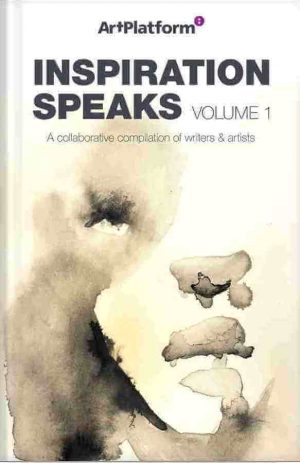 ArtPlatform
INSPIRATION
SPEAKS VOLUME 1
A collaborative compilation of writers & artists